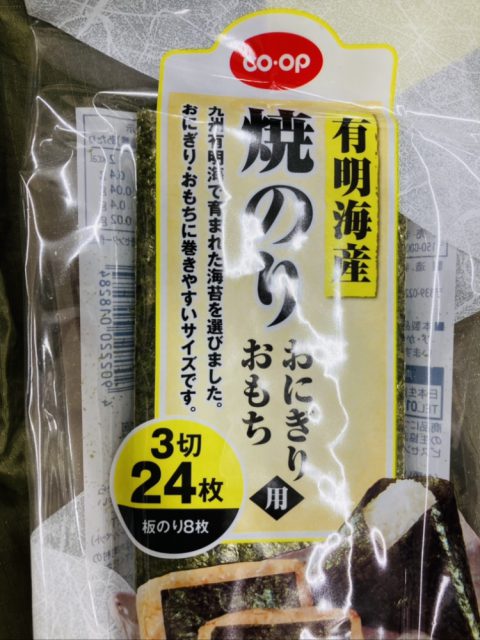 CO·OP
有明海産
焼のり
おにぎり
おもち
用
九州有明海で育まれた海苔を選びました。
おにぎり・おもちに巻きやすいサイズです。
3切
24枚
板のり8枚